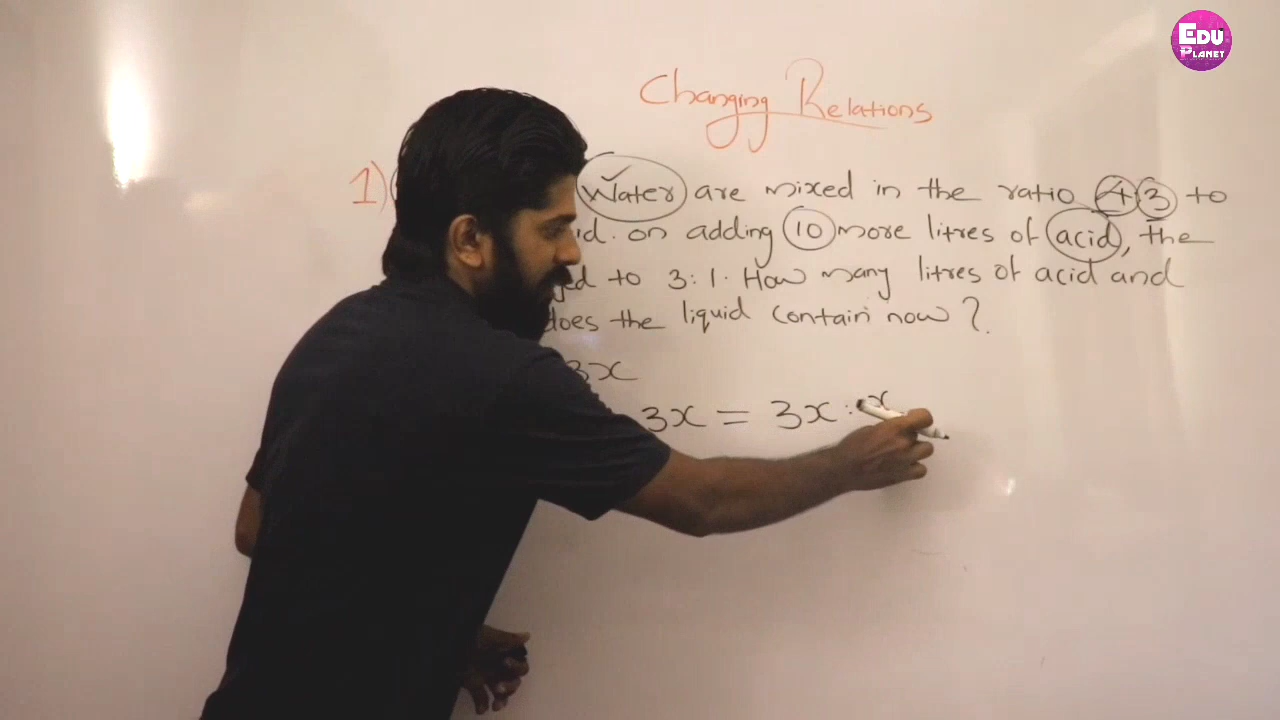 EDU
PLANET
Changing Relations
1) Water are mixed in the ratio 4:3 to
on adding 10 more litres of acid, the
to 3:1. How many litres of acid and
does the liquid contain now?
3x
3x = 3x : x